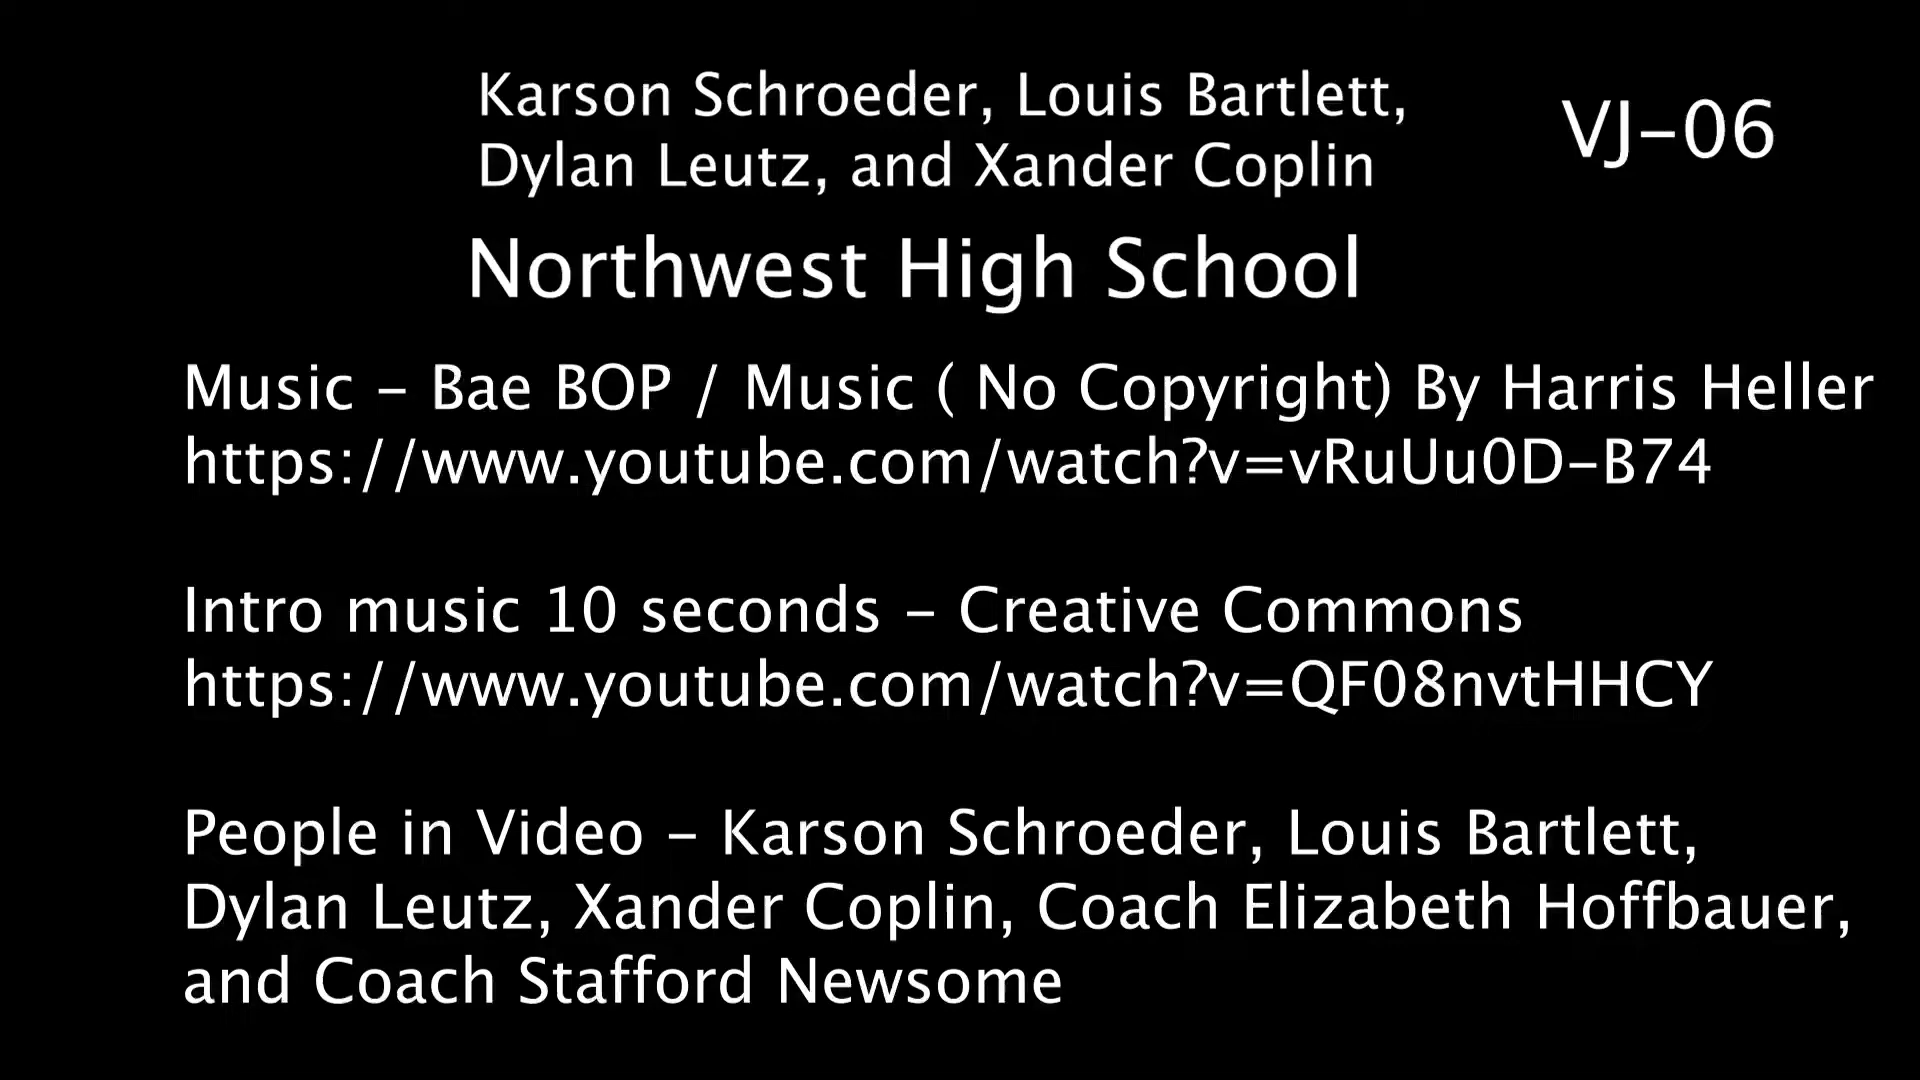 Karson Schroeder, Louis Bartlett,
Dylan Leutz, and Xander Coplin
VJ-06
Northwest High School
Music - Bae BOP / Music ( No Copyright) By Harris Heller
https://www.youtube.com/watch?v=vRuUu0D-B74
Intro music 10 seconds - Creative Commons
https://www.youtube.com/watch?v=QF08nvtHHCY
People in Video - Karson Schroeder, Louis Bartlett,
Dylan Leutz, Xander Coplin, Coach Elizabeth Hoffbauer,
and Coach Stafford Newsome